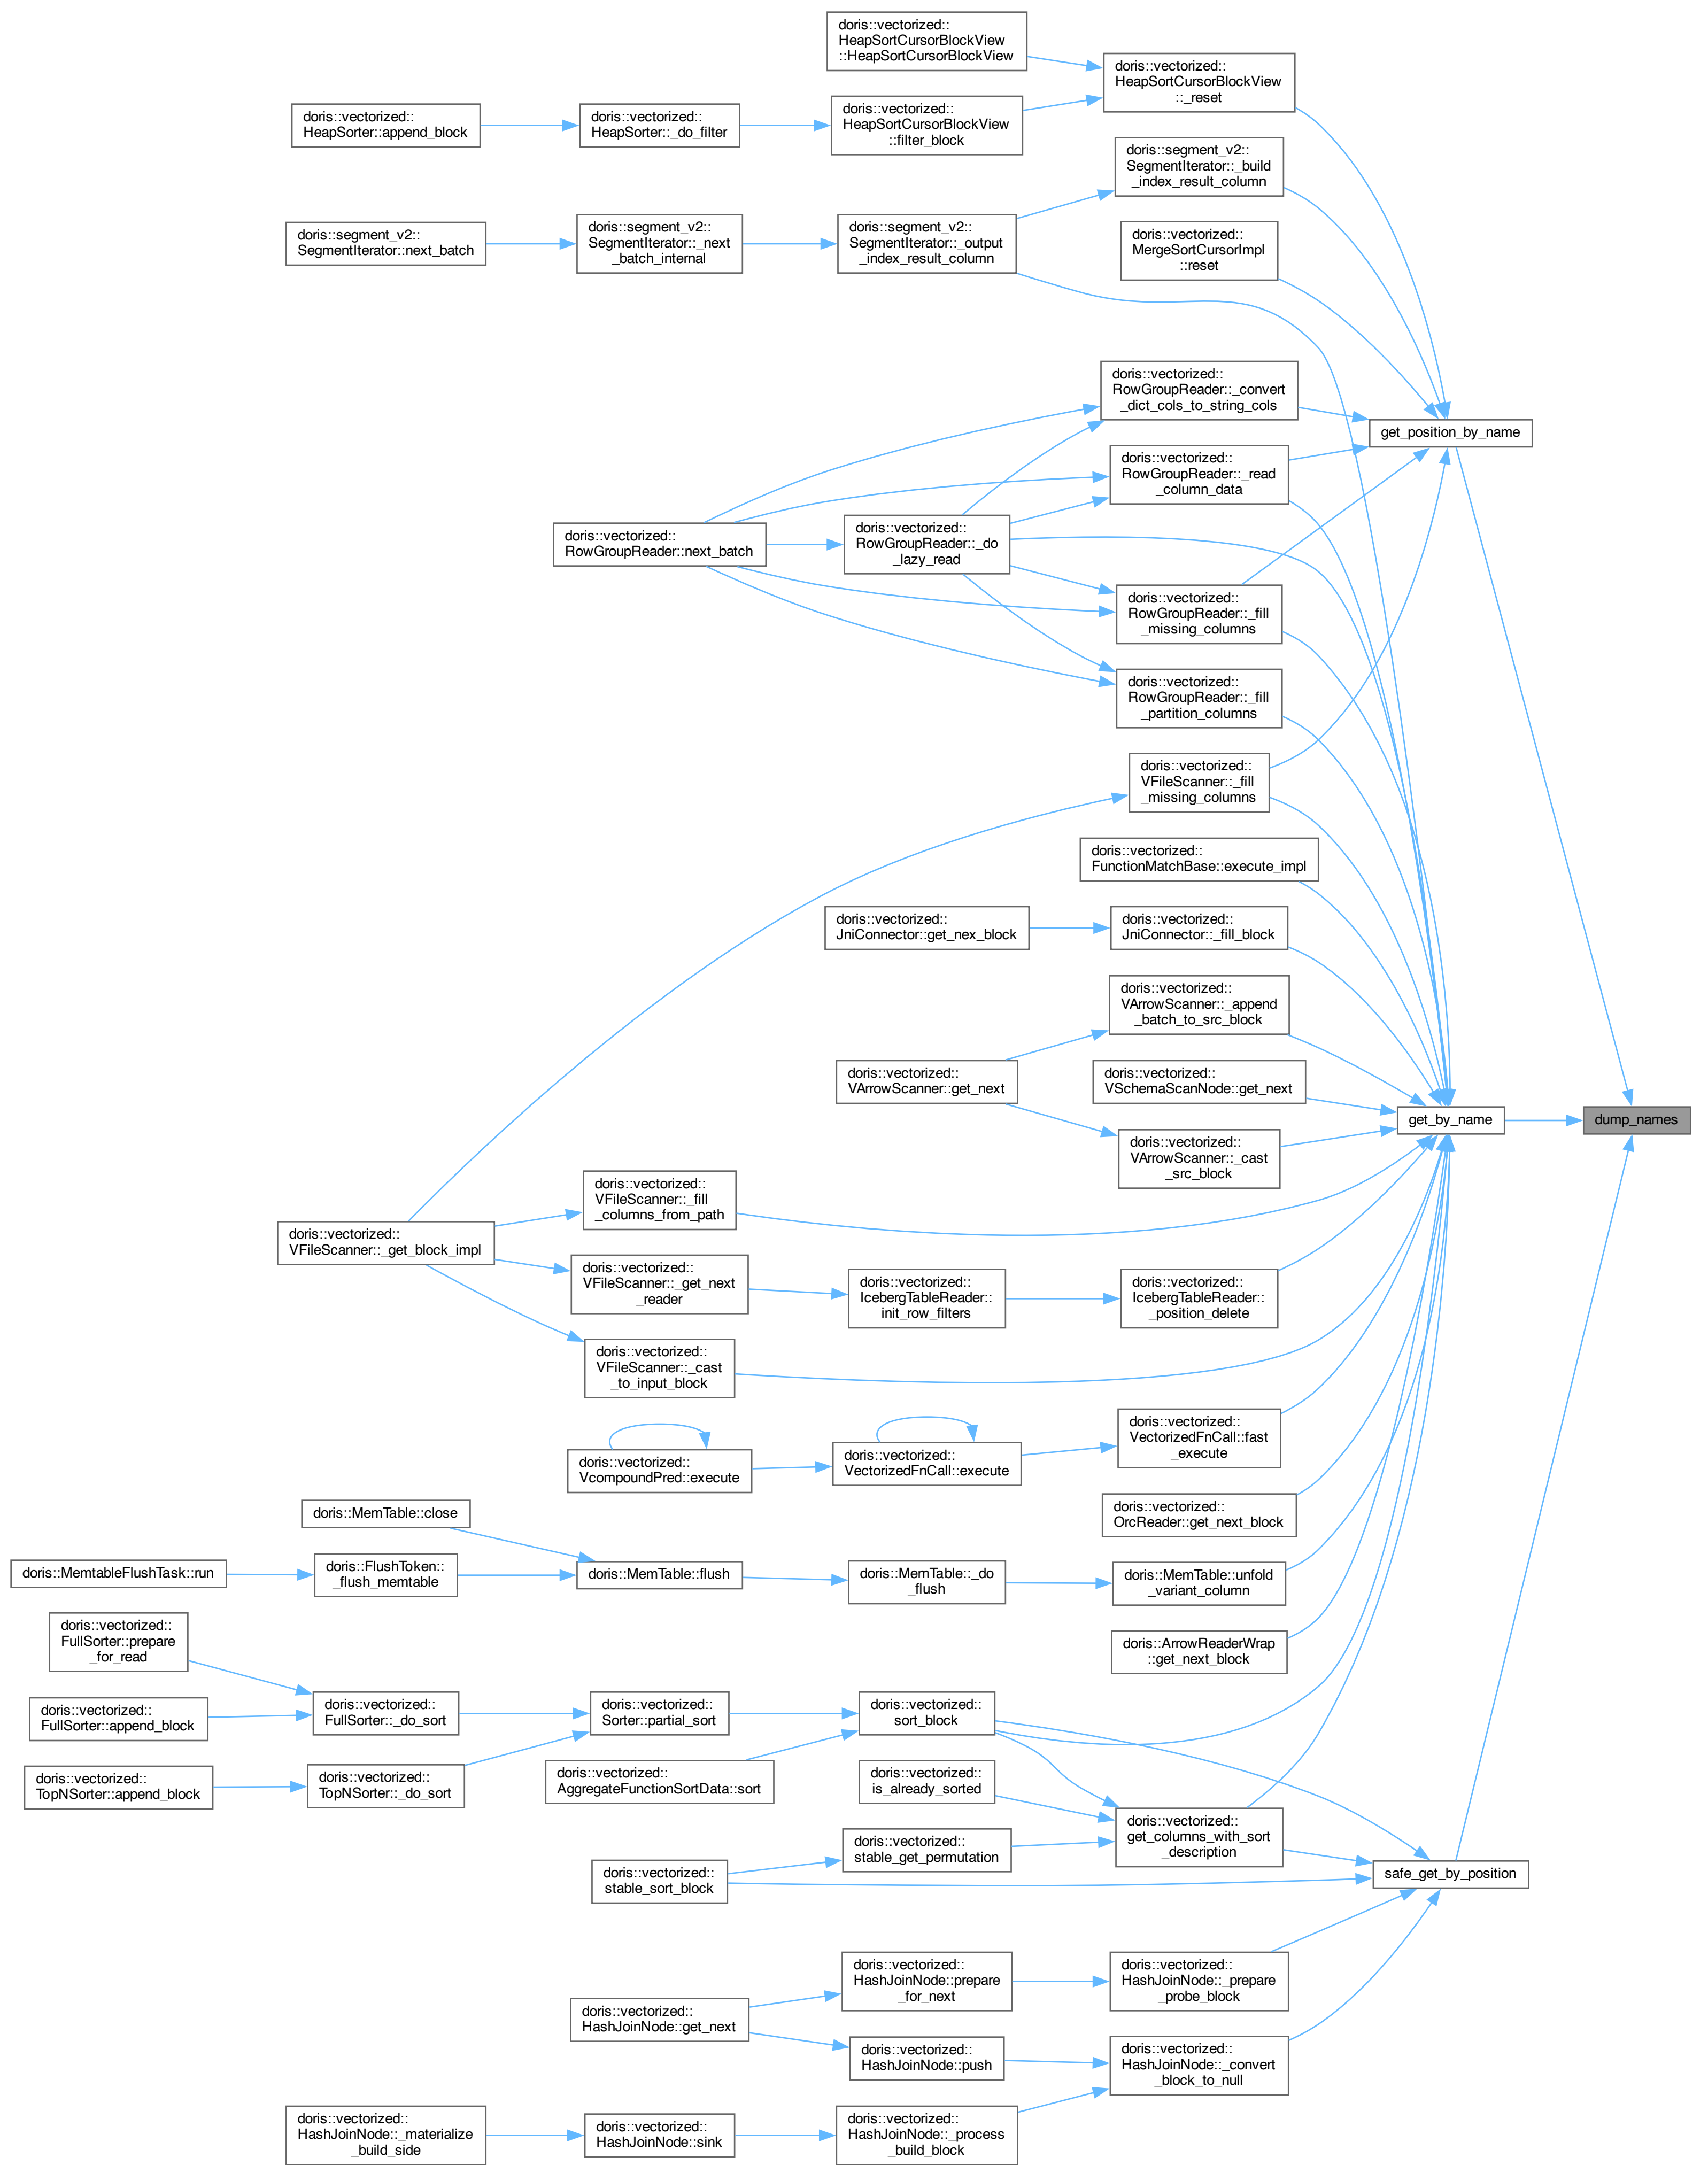 doris::vectorized::
HeapSortCursorBlockView
::HeapSortCursorBlockView
doris::vectorized::
HeapSortCursorBlockView
::_reset
doris::vectorized::
HeapSorter::append_block
doris::vectorized::
HeapSorter::_do_filter
doris::vectorized::
HeapSortCursorBlockView
::filter_block
doris::segment_v2::
SegmentIterator::_build
_index_result_column
doris::segment_v2::
SegmentIterator::next_batch
doris::segment_v2::
SegmentIterator::_next
_batch_internal
doris::segment_v2::
SegmentIterator::_output
_index_result_column
doris::vectorized::
MergeSortCursorImpl
::reset
doris::vectorized::
RowGroupReader::_convert
_dict_cols_to_string_cols
get_position_by_name
doris::vectorized::
RowGroupReader::_read
_column_data
doris::vectorized::
RowGroupReader::next_batch
doris::vectorized::
RowGroupReader::_do
_lazy_read
doris::vectorized::
RowGroupReader::_fill
_missing_columns
doris::vectorized::
RowGroupReader::_fill
_partition_columns
doris::vectorized::
VFileScanner::_fill
_missing_columns
doris::vectorized::
FunctionMatchBase::execute_impl
doris::vectorized::
JniConnector::get_nex_block
doris::vectorized::
JniConnector::_fill_block
doris::vectorized::
VArrowScanner::_append
_batch_to_src_block
doris::vectorized::
VArrowScanner::get_next
doris::vectorized::
VSchemaScanNode::get_next
get_by_name
dump_names
doris::vectorized::
VArrowScanner::_cast
_src_block
doris::vectorized::
VFileScanner::_fill
_columns_from_path
doris::vectorized::
VFileScanner::_get_block_impl
doris::vectorized::
VFileScanner::_get_next
_reader
doris::vectorized::
IcebergTableReader::
init_row_filters
doris::vectorized::
IcebergTableReader::
_position_delete
doris::vectorized::
VFileScanner::_cast
_to_input_block
doris::vectorized::
VectorizedFnCall::fast
_execute
doris::vectorized::
VcompoundPred::execute
doris::vectorized::
VectorizedFnCall::execute
doris::vectorized::
OrcReader::get_next_block
doris::MemTable::close
doris::MemtableFlushTask::run
doris::FlushToken::
_flush_memtable
doris::MemTable::flush
doris::MemTable::_do
_flush
doris::MemTable::unfold
_variant_column
doris::vectorized::
FullSorter::prepare
_for_read
doris::ArrowReaderWrap
::get_next_block
doris::vectorized::
FullSorter::append_block
doris::vectorized::
FullSorter::_do_sort
doris::vectorized::
Sorter::partial_sort
doris::vectorized::
sort_block
doris::vectorized::
TopNSorter::append_block
doris::vectorized::
TopNSorter::_do_sort
doris::vectorized::
AggregateFunctionSortData::sort
doris::vectorized::
is_already_sorted
doris::vectorized::
get_columns_with_sort
_description
doris::vectorized::
stable_get_permutation
doris::vectorized::
stable_sort_block
safe_get_by_position
doris::vectorized::
HashJoinNode::prepare
_for_next
doris::vectorized::
HashJoinNode::_prepare
_probe_block
doris::vectorized::
HashJoinNode::get_next
doris::vectorized::
HashJoinNode::push
doris::vectorized::
HashJoinNode::_convert
_block_to_null
doris::vectorized::
HashJoinNode::_materialize
_build_side
doris::vectorized::
HashJoinNode::sink
doris::vectorized::
HashJoinNode::_process
_build_block